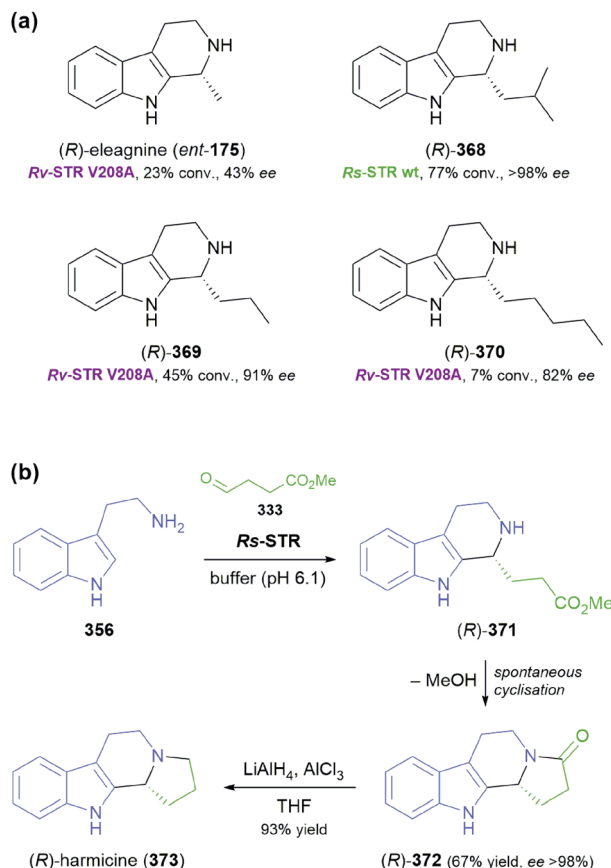 (a)
NH
N
H
(R)-eleagnine (ent-175)
Rv-STR V208A, 23% conv., 43% ee
NH
N
H
(R)-368
Rs-STR wt, 77% conv., >98% ee
NH
N
H
(R)-369
Rv-STR V208A, 45% conv., 91% ee
NH
N
H
(R)-370
Rv-STR V208A, 7% conv., 82% ee
(b)
NH₂
N
H
356
O
CO₂Me
333
Rs-STR
buffer (pH 6.1)
NH
N
H
CO₂Me
(R)-371
– MeOH
spontaneous
cyclisation
N
O
N
H
(R)-372 (67% yield, ee >98%)
LiAlH₄, AlCl₃
THF
93% yield
N
N
H
(R)-harmicine (373)